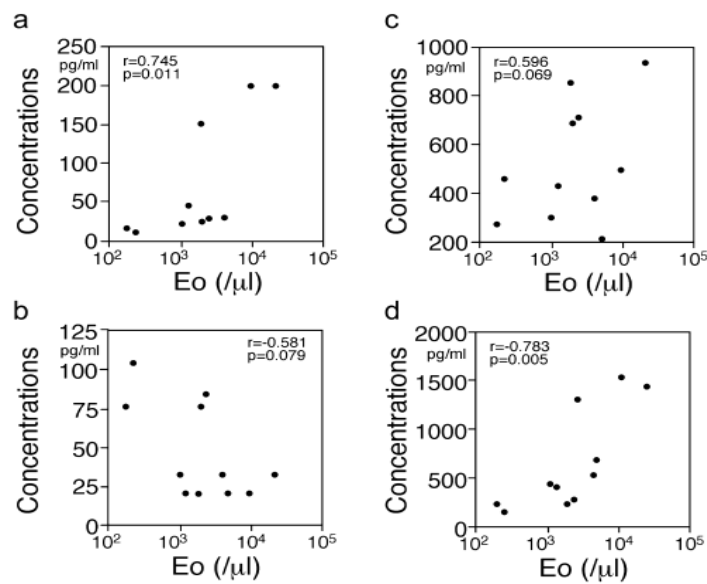 a
Concentrations
250
pg/ml
200
150
100
50
0
r=0.745
p=0.011
10² 10³ 10⁴ 10⁵
Eo (/μl)
b
Concentrations
125
pg/ml
100
75
50
25
0
r=-0.581
p=0.079
10² 10³ 10⁴ 10⁵
Eo (/μl)
c
Concentrations
1000
pg/ml
800
600
400
200
r=0.596
p=0.069
10² 10³ 10⁴ 10⁵
Eo (/μl)
d
Concentrations
2000
pg/ml
1500
1000
500
0
r=-0.783
p=0.005
10² 10³ 10⁴ 10⁵
Eo (/μl)